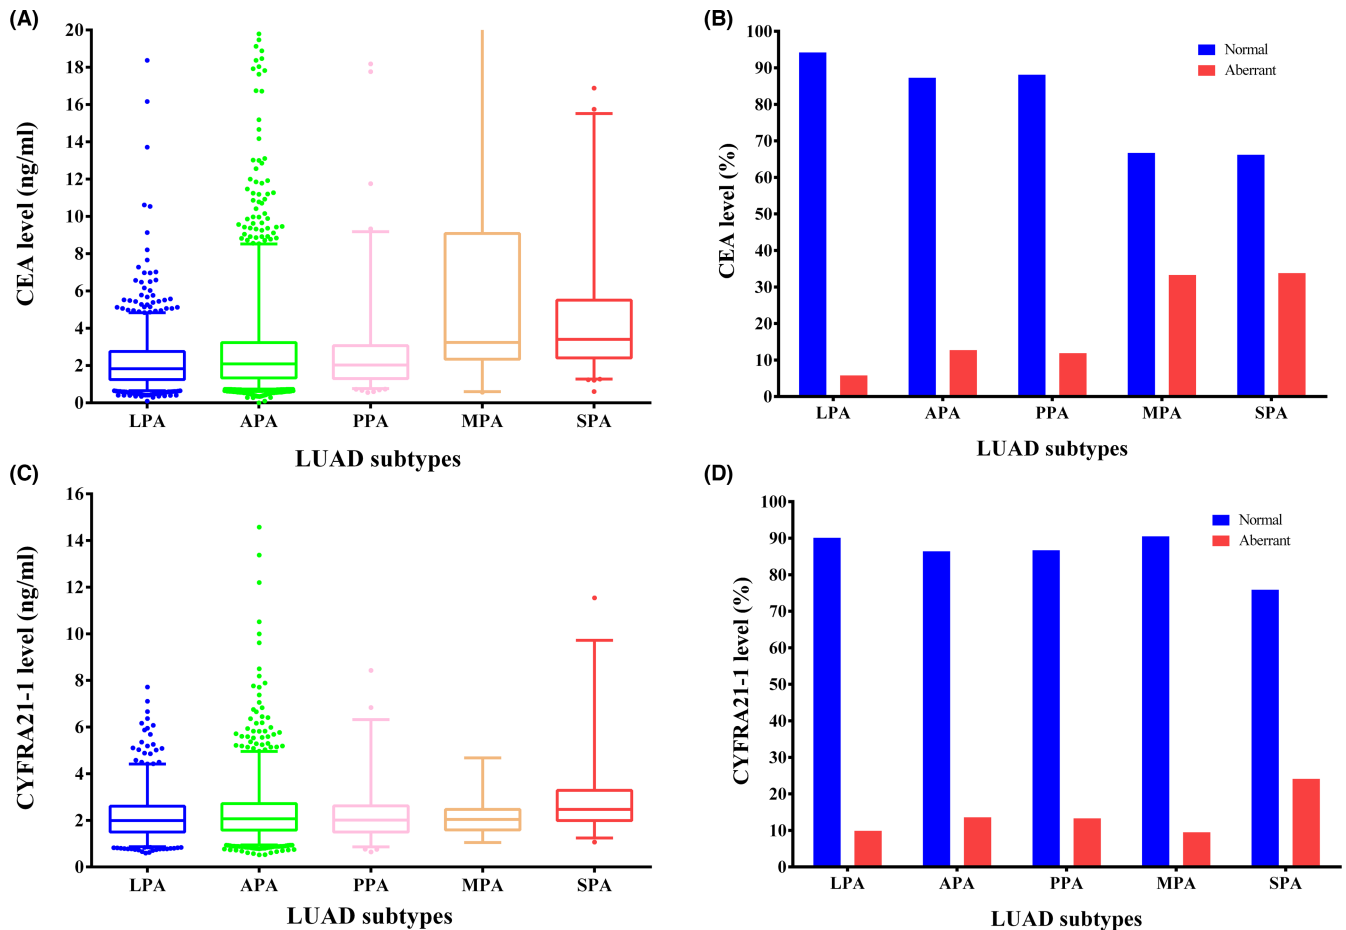 (A)
CEA level (ng/ml)
20
18
16
14
12
10
8
6
4
2
0
LPA APA PPA MPA SPA
LUAD subtypes
(B)
CEA level (%)
100
90
80
70
60
50
40
30
20
10
0
Normal
Aberrant
LPA APA PPA MPA SPA
LUAD subtypes
(C)
CYFRA21-1 level (ng/ml)
16
14
12
10
8
6
4
2
0
LPA APA PPA MPA SPA
LUAD subtypes
(D)
CYFRA21-1 level (%)
100
90
80
70
60
50
40
30
20
10
0
Normal
Aberrant
LPA APA PPA MPA SPA
LUAD subtypes